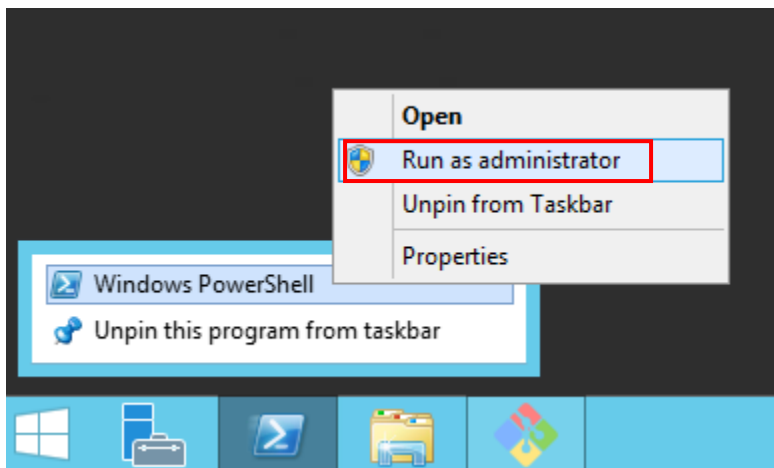 Open
Run as administrator
Unpin from Taskbar
Properties
Windows PowerShell
Unpin this program from taskbar